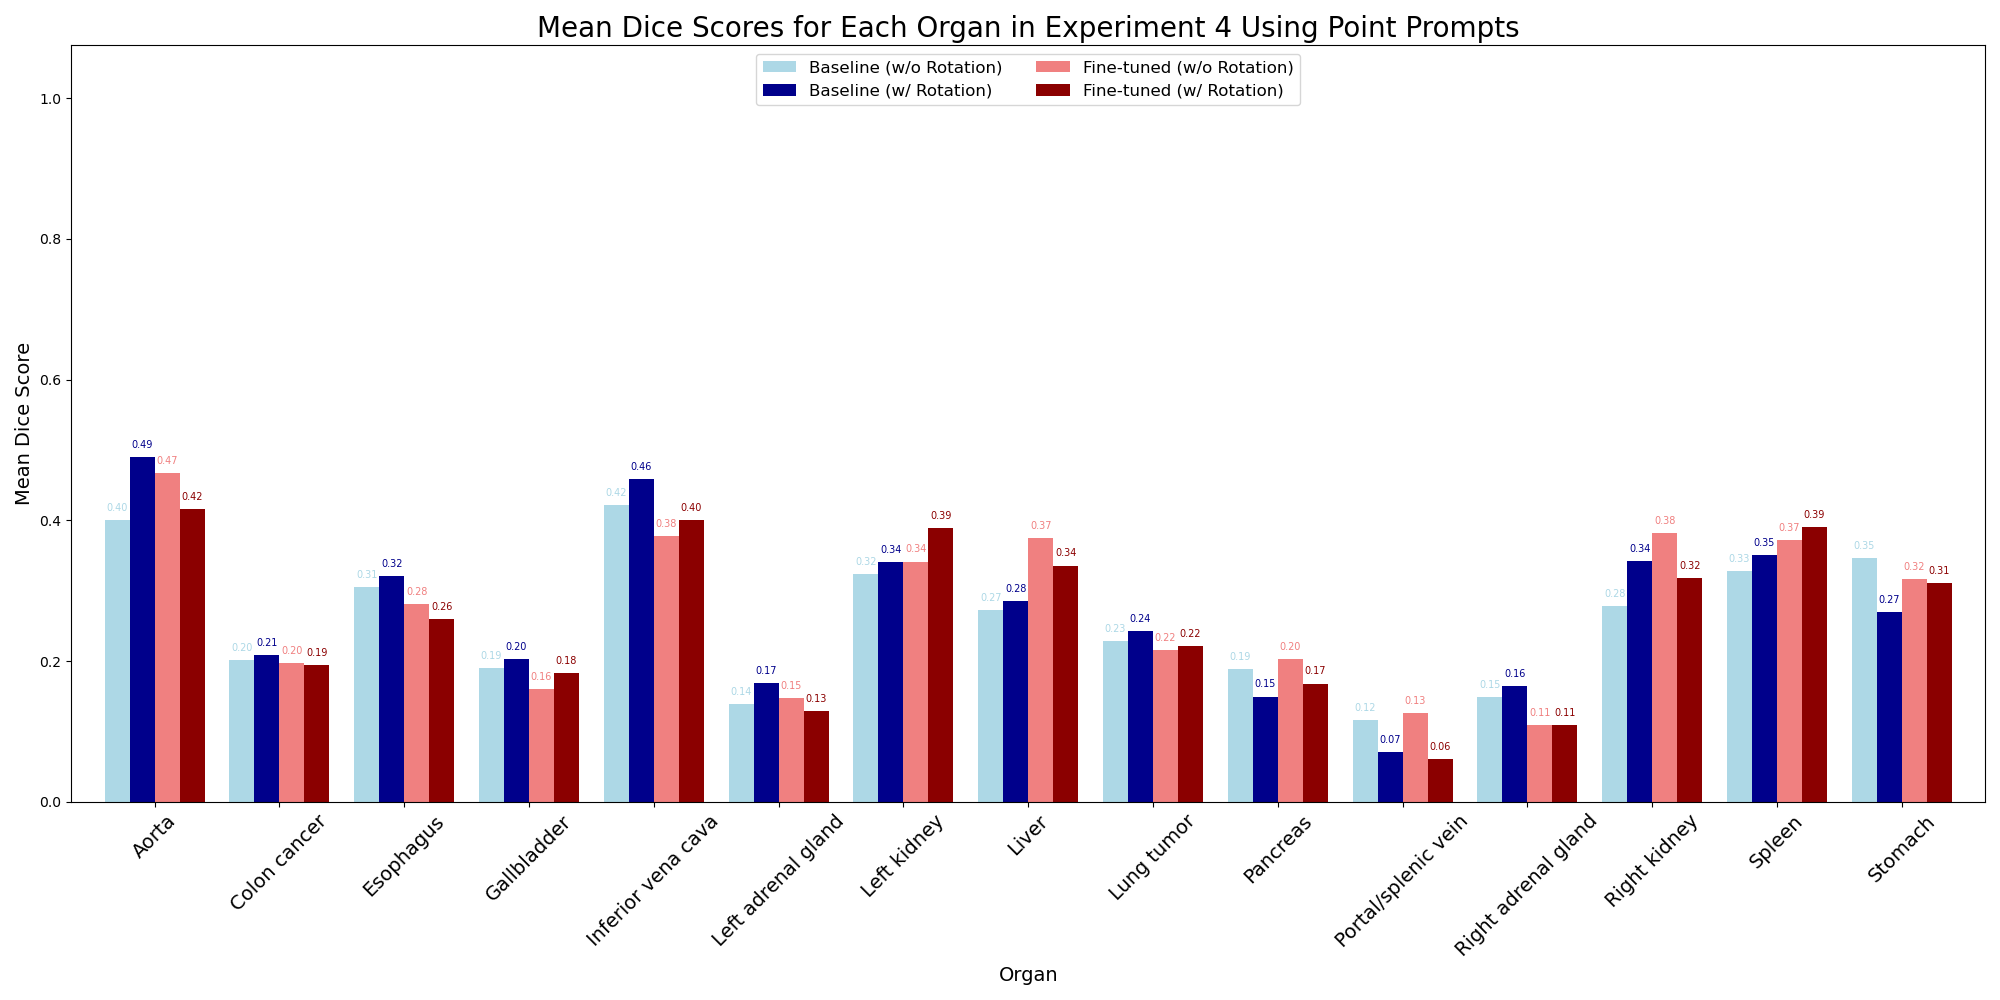 Mean Dice Scores for Each Organ in Experiment 4 Using Point Prompts
Baseline (w/o Rotation)
Baseline (w/ Rotation)
Fine-tuned (w/o Rotation)
Fine-tuned (w/ Rotation)
Mean Dice Score
1.0
0.8
0.6
0.4
0.2
0.0
0.40 0.49 0.47 0.42
0.20 0.21 0.20 0.19
0.31 0.32 0.28 0.26
0.19 0.20 0.16 0.18
0.42 0.46 0.38 0.40
0.14 0.17 0.15 0.13
0.32 0.34 0.34 0.39
0.27 0.28 0.37 0.34
0.23 0.24 0.22 0.22
0.19 0.15 0.20 0.17
0.12 0.07 0.13 0.06
0.15 0.16 0.11 0.11
0.28 0.34 0.38 0.32
0.33 0.35 0.37 0.39
0.35 0.27 0.32 0.31
Aorta
Colon cancer
Esophagus
Gallbladder
Inferior vena cava
Left adrenal gland
Left kidney
Liver
Lung tumor
Pancreas
Portal/splenic vein
Right adrenal gland
Right kidney
Spleen
Stomach
Organ